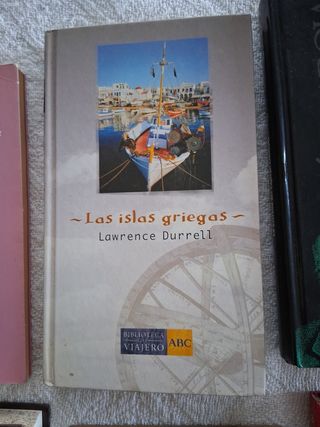 ~ Las islas griegas ~
Lawrence Durrell
BIBLIOTECA
VIAJERO
ABC